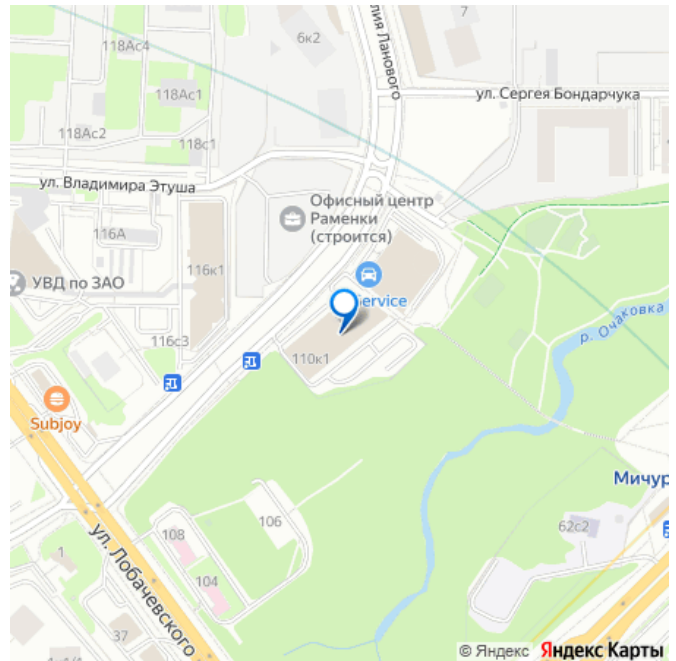 118Ас4
6к2
7
лия Ланового
ул. Сергея Бондарчука
118Ас1
118Ас2
118с1
ул. Владимира Этуша
Офисный центр
Раменки
(строится)
116А
УВД по ЗАО
116к1
Service
р. Очаковка
116с3
110к1
Subjoy
Мичур
ул. Лобачевского
108
106
62с2
1
104
37
© Яндекс Яндекс Карты